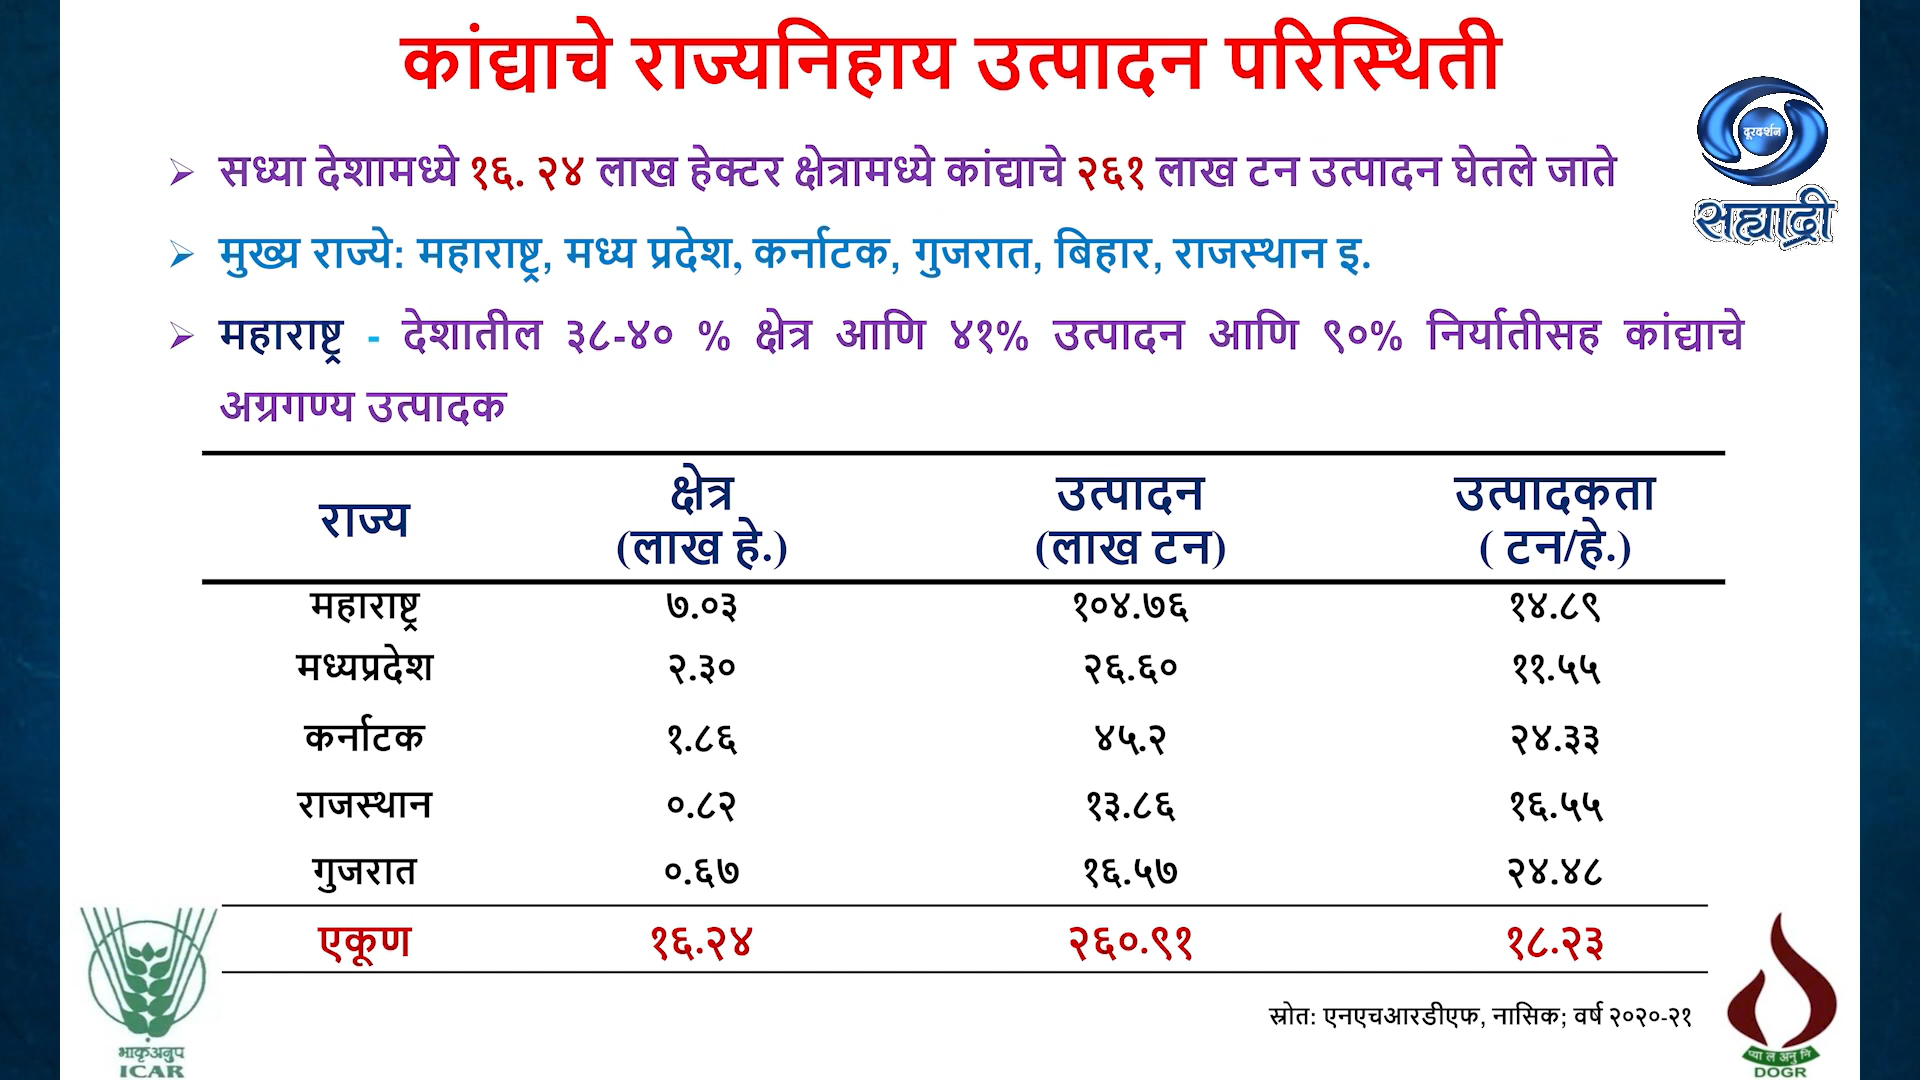 कांद्याचे राज्यनिहाय उत्पादन परिस्थिती
दूरदर्शन
सह्याद्री
सध्या देशामध्ये १६. २४ लाख हेक्टर क्षेत्रामध्ये कांद्याचे २६१ लाख टन उत्पादन घेतले जाते
मुख्य राज्ये: महाराष्ट्र, मध्य प्रदेश, कर्नाटक, गुजरात, बिहार, राजस्थान इ.
महाराष्ट्र - देशातील ३८-४० % क्षेत्र आणि ४१% उत्पादन आणि ९०% निर्यातीसह कांद्याचे
अग्रगण्य उत्पादक
राज्य क्षेत्र (लाख हे.) उत्पादन (लाख टन) उत्पादकता ( टन/हे.)
महाराष्ट्र ७.०३ १०४.७६ १४.८९
मध्यप्रदेश २.३० २६.६० ११.५५
कर्नाटक १.८६ ४५.२ २४.३३
राजस्थान ०.८२ १३.८६ १६.५५
गुजरात ०.६७ १६.५७ २४.४८
एकूण १६.२४ २६०.९१ १८.२३
स्रोत: एनएचआरडीएफ, नासिक; वर्ष २०२०-२१
भाकृअनुप
ICAR
प्या ल अनु नि
DOGR